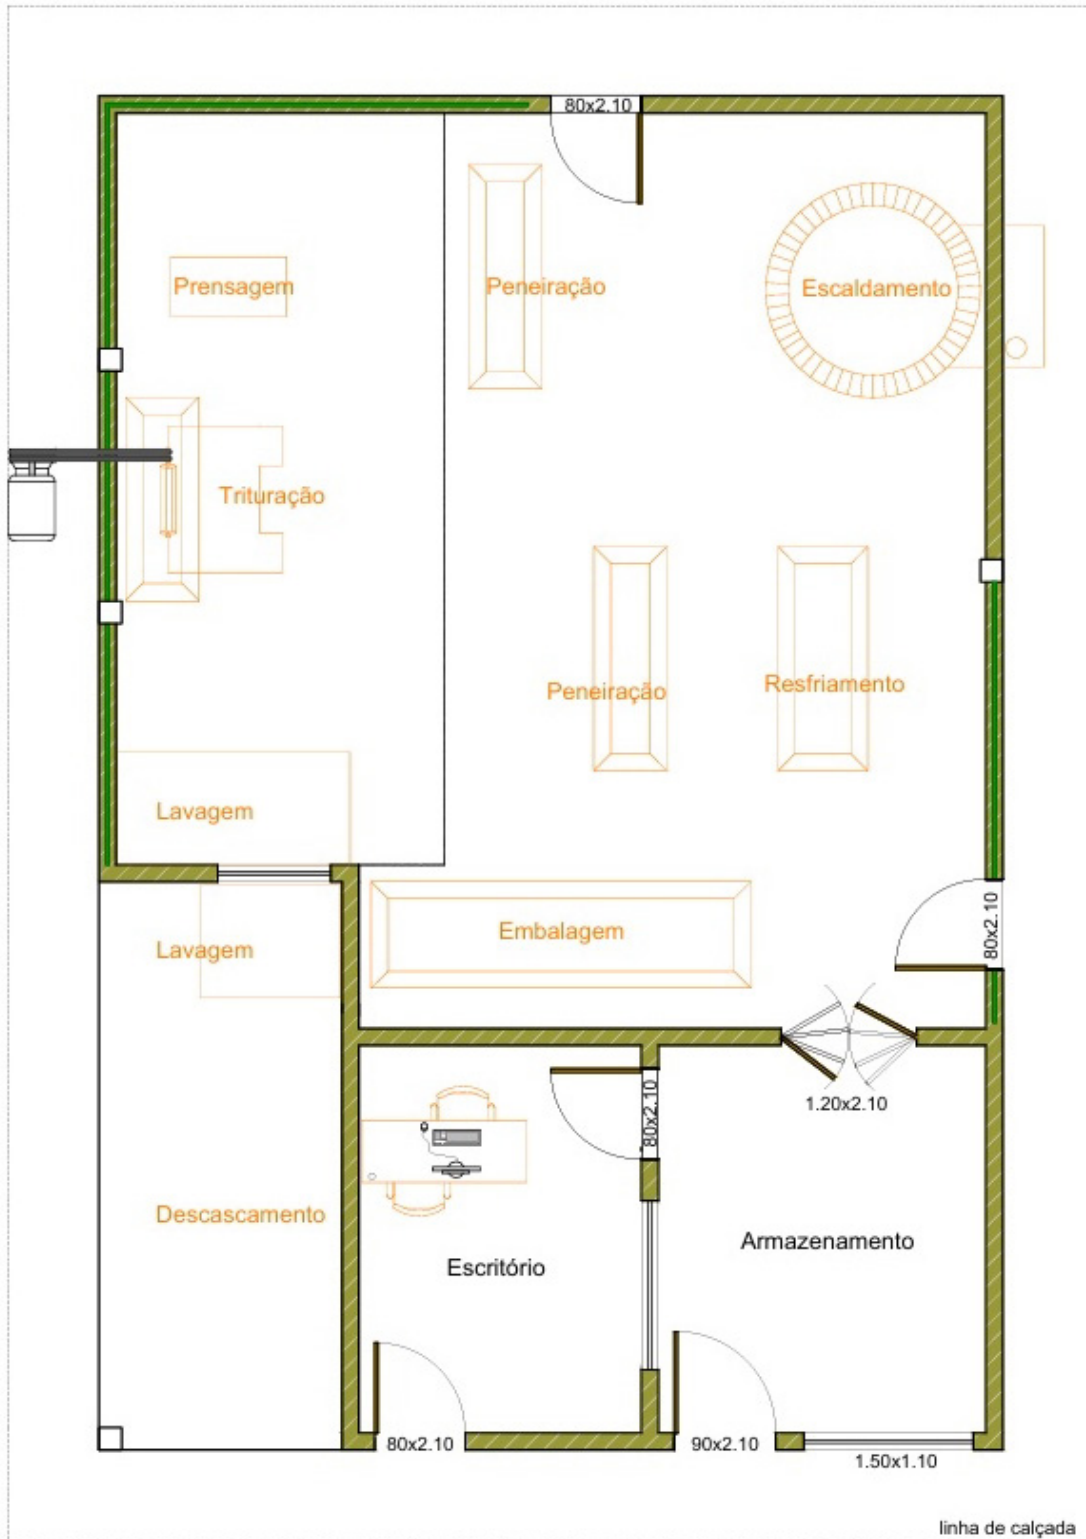 80x2.10
Prensagem
Peneiração
Escaldamento
Trituração
Peneiração
Resfriamento
Lavagem
80x2.10
Embalagem
Lavagem
80x2.10
1.20x2.10
Descascamento
Armazenamento
Escritório
80x2.10
90x2.10
1.50x1.10
linha de calçada